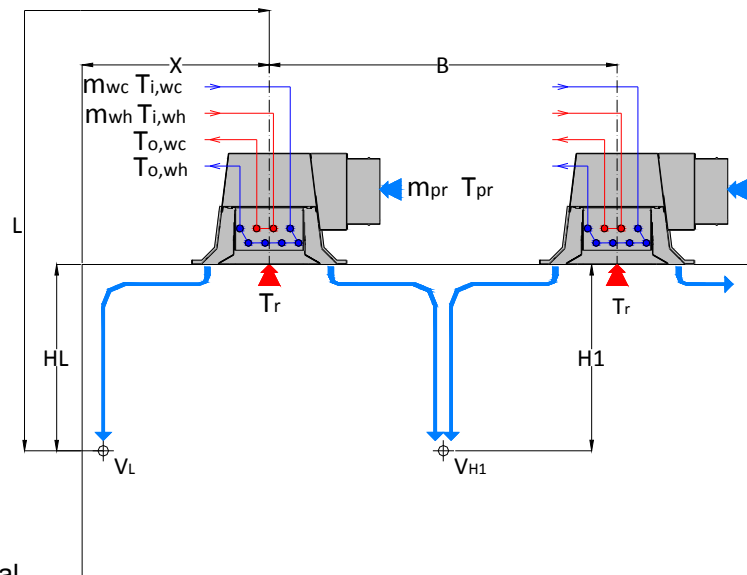 X
B
mwc Ti,wc
mwh Ti,wh
To,wc
To,wh
mpr Tpr
L
Tr
Tr
HL
H1
VL
VH1